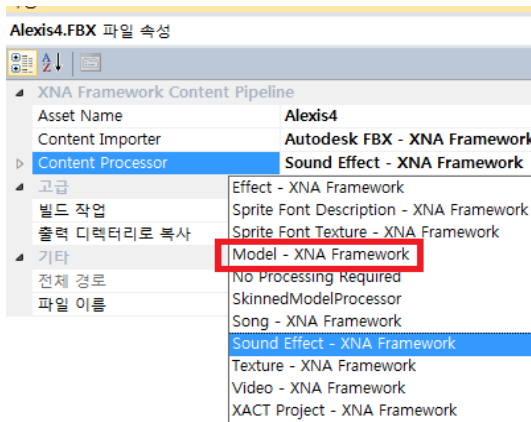 Alexis4.FBX 파일 속성
XNA Framework Content Pipeline
Asset Name Alexis4
Content Importer Autodesk FBX - XNA Framework
Content Processor Sound Effect - XNA Framework
고급
빌드 작업
출력 디렉터리로 복사
기타
전체 경로
파일 이름
Effect - XNA Framework
Sprite Font Description - XNA Framework
Sprite Font Texture - XNA Framework
Model - XNA Framework
No Processing Required
SkinnedModelProcessor
Song - XNA Framework
Sound Effect - XNA Framework
Texture - XNA Framework
Video - XNA Framework
XACT Project - XNA Framework